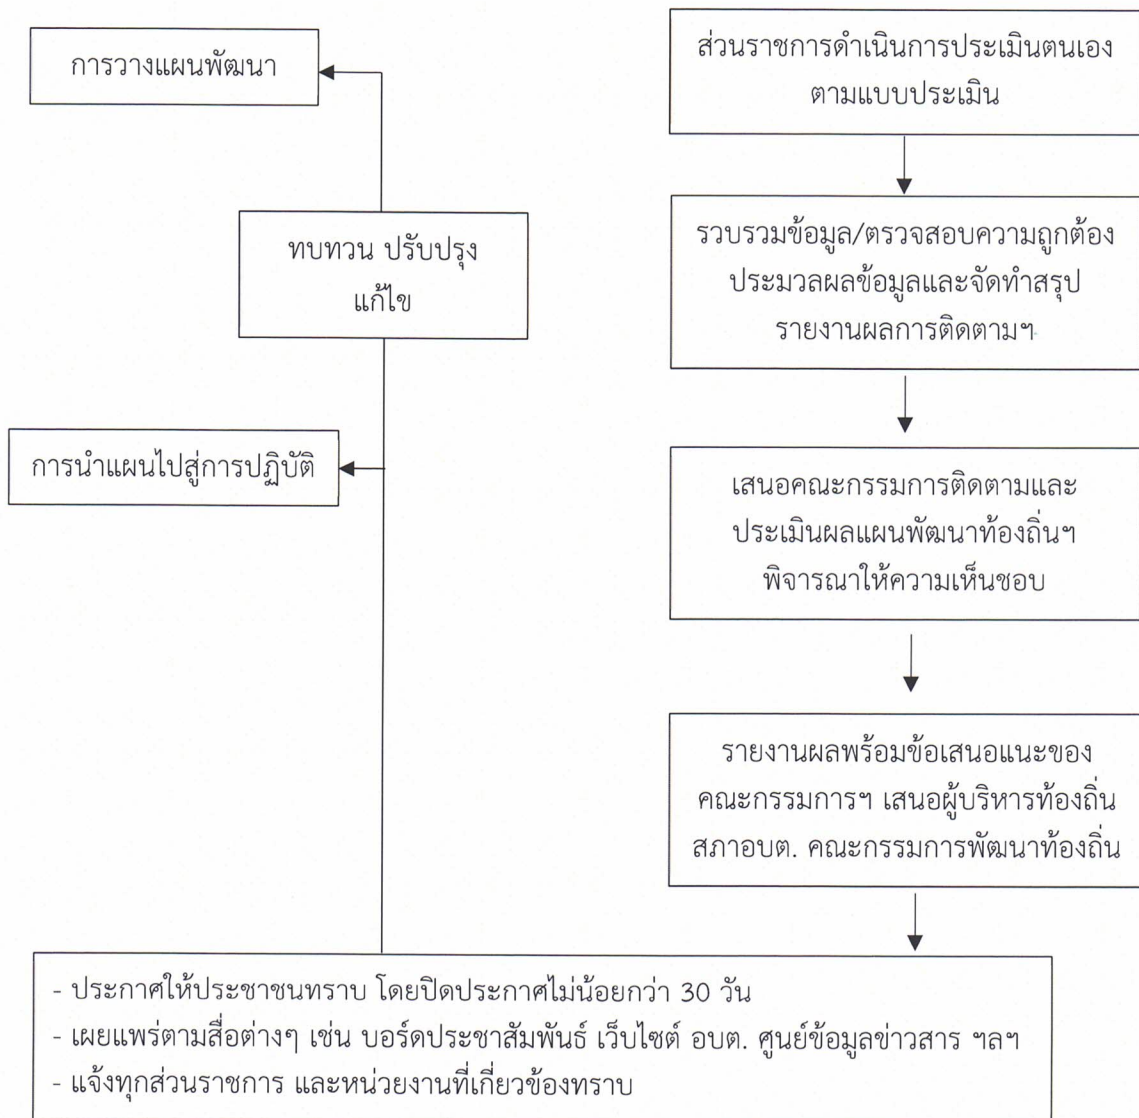 การวางแผนพัฒนา
ส่วนราชการดำเนินการประเมินตนเอง
ตามแบบประเมิน
ทบทวน ปรับปรุง
แก้ไข
รวบรวมข้อมูล/ตรวจสอบความถูกต้อง
ประมวลผลข้อมูลและจัดทำสรุป
รายงานผลการติดตามฯ
การนำแผนไปสู่การปฏิบัติ
เสนอคณะกรรมการติดตามและ
ประเมินผลแผนพัฒนาท้องถิ่นฯ
พิจารณาให้ความเห็นชอบ
รายงานผลพร้อมข้อเสนอแนะของ
คณะกรรมการฯ เสนอผู้บริหารท้องถิ่น
สภาอบต. คณะกรรมการพัฒนาท้องถิ่น
- ประกาศให้ประชาชนทราบ โดยปิดประกาศไม่น้อยกว่า 30 วัน
- เผยแพร่ตามสื่อต่างๆ เช่น บอร์ดประชาสัมพันธ์ เว็บไซต์ อบต. ศูนย์ข้อมูลข่าวสาร ฯลฯ
- แจ้งทุกส่วนราชการ และหน่วยงานที่เกี่ยวข้องทราบ